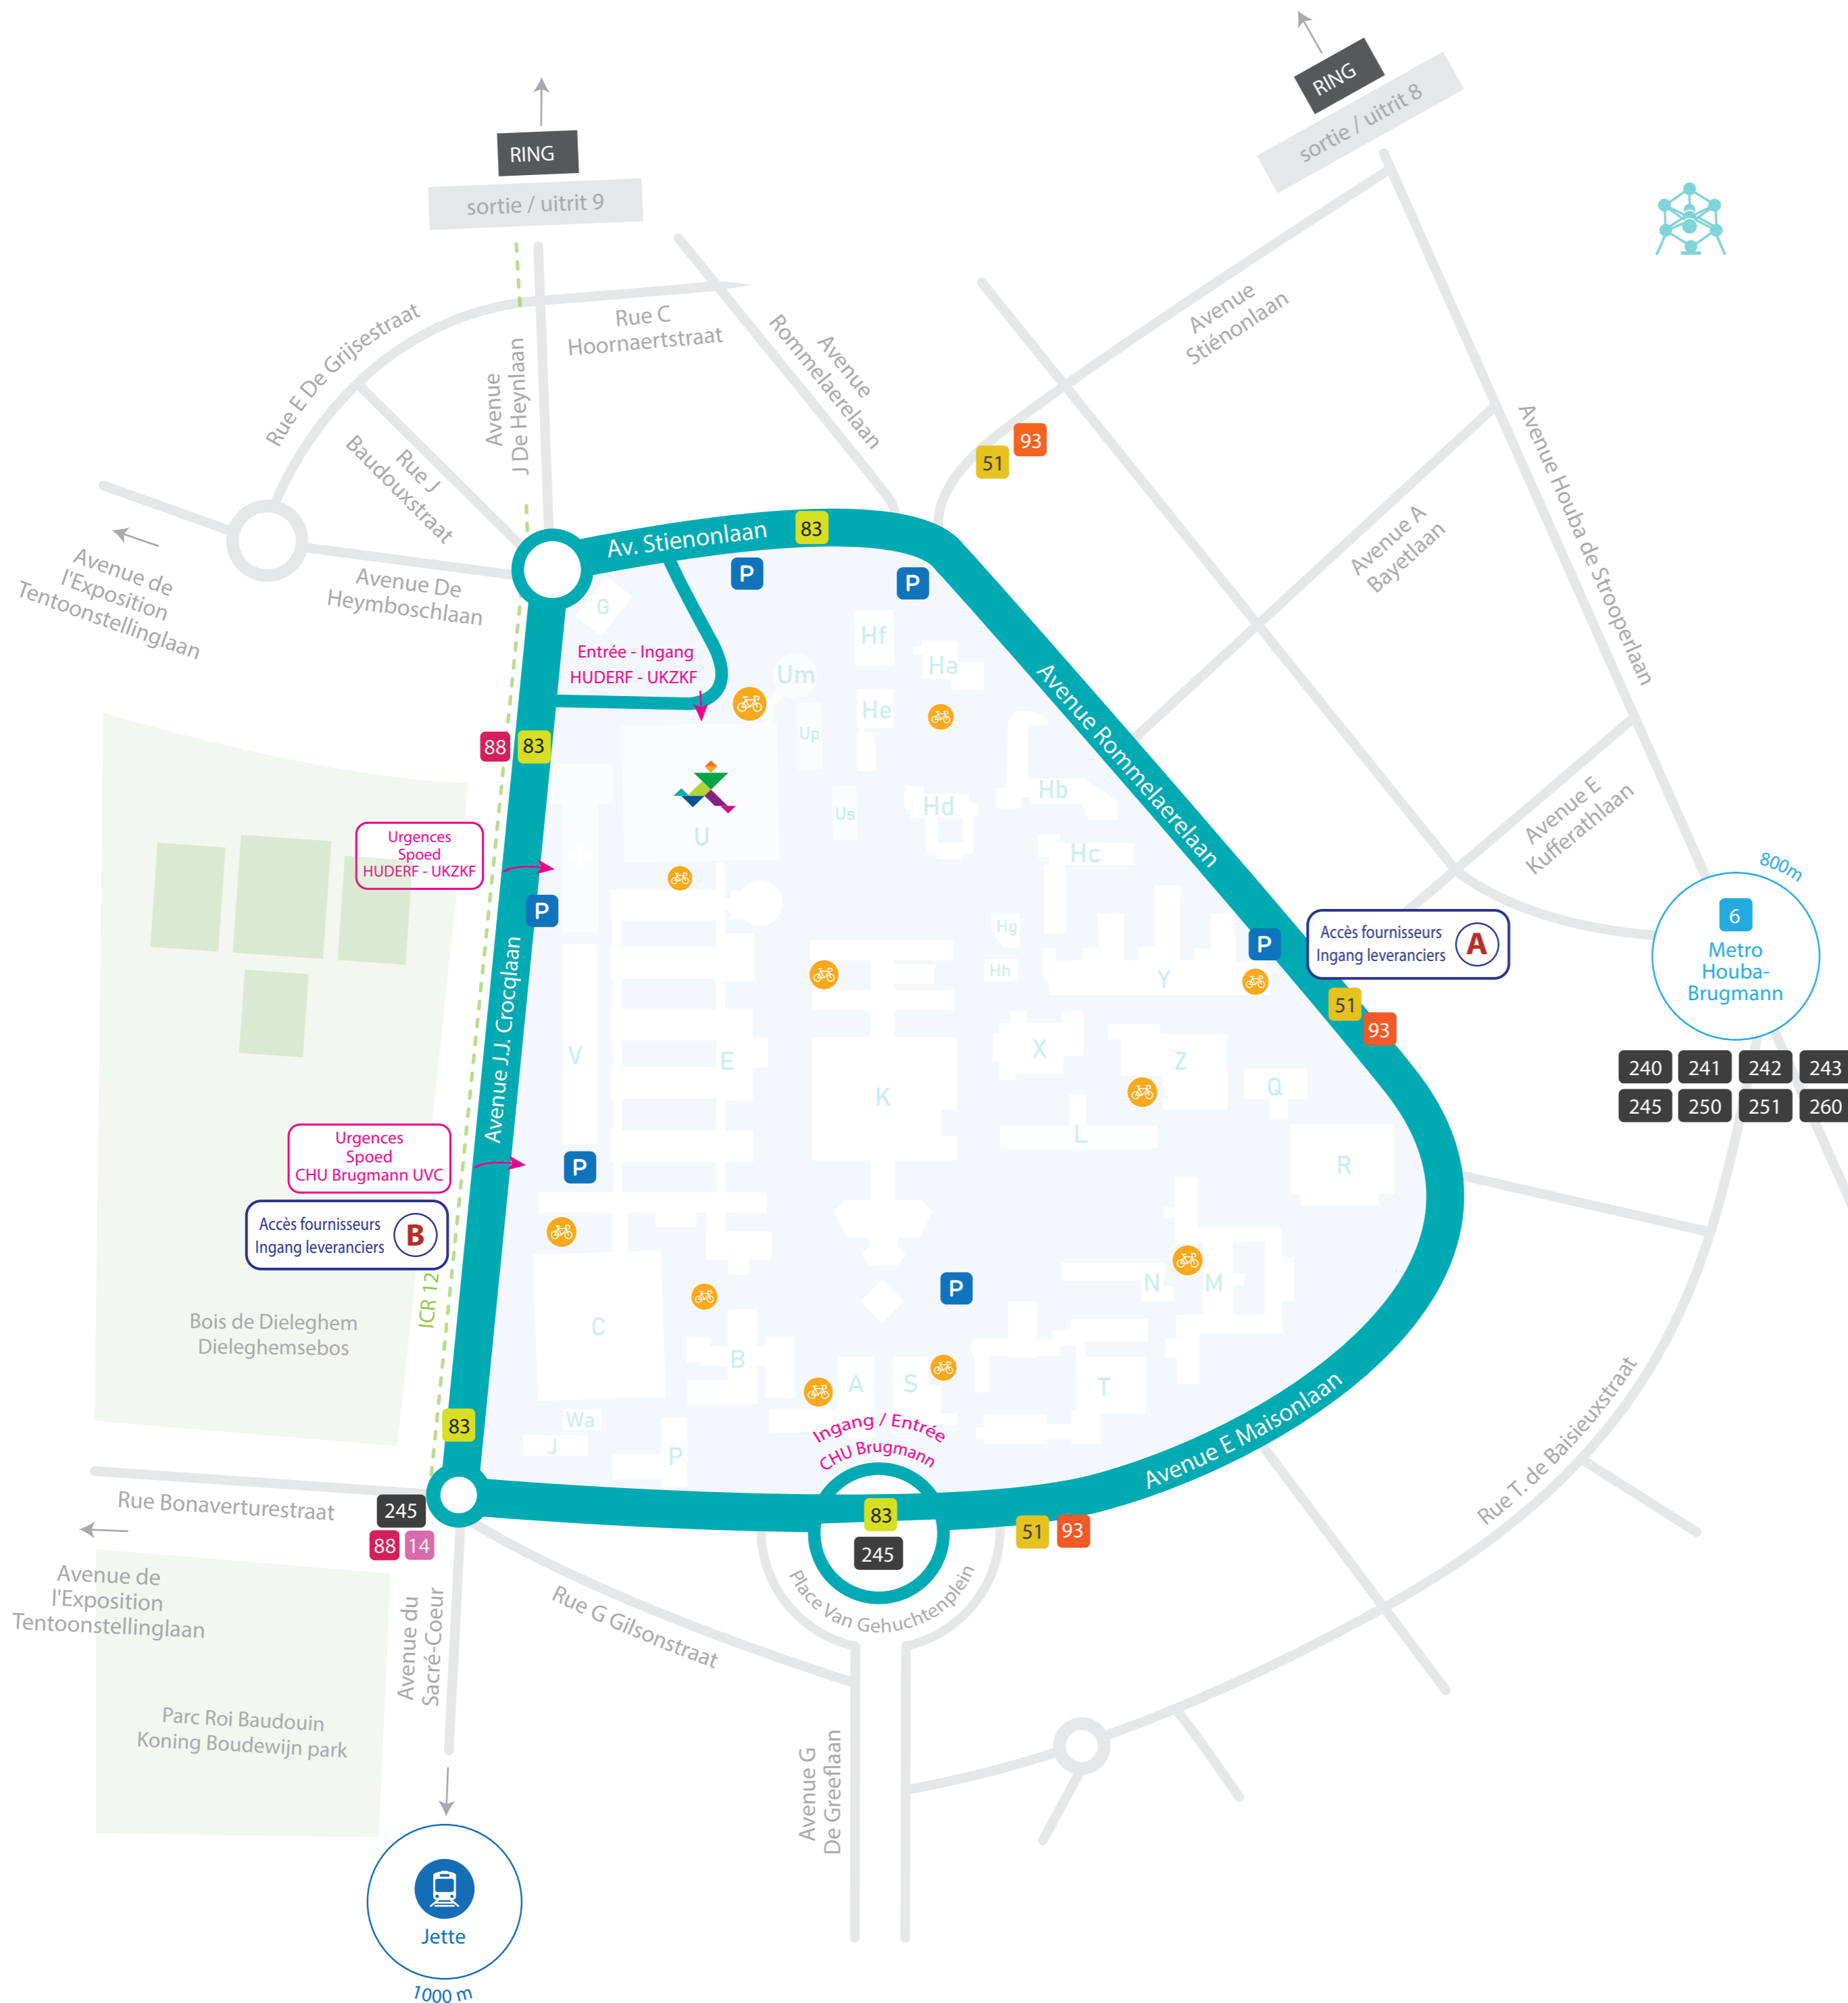 RING
sortie / uitrit 8
RING
sortie / uitrit 9
Rue E De Grijsestraat
Rue C
Hoornaertstraat
Avenue
J De Heynlaan
Rue J
Baudouxstraat
Avenue
Rommelaerelaan
Avenue
Stiénonlaan
93
51
Avenue Houba de Strooperlaan
Avenue A
Bayetlaan
Avenue de
l'Exposition
Tentoonstellinglaan
Avenue De
Heymboschlaan
Av. Stienonlaan
83
P
P
G
Entrée - Ingang
HUDERF - UKZKF
Hf
Ha
Um
He
Up
Us
Hd
Hb
Hc
U
Avenue Rommelaerelaan
88
83
Urgences
Spoed
HUDERF - UKZKF
P
Avenue E
Kufferathlaan
800m
6
Metro
Houba-
Brugmann
240
241
242
243
245
250
251
260
Accès fournisseurs
Ingang leveranciers
A
P
51
93
Hg
Hh
Y
Avenue J.J. Crocqlaan
V
E
K
X
Z
Q
L
R
Urgences
Spoed
CHU Brugmann UVC
P
Accès fournisseurs
Ingang leveranciers
B
ICR 12
Bois de Dieleghem
Dieleghemsebos
C
B
A
S
P
N
M
T
Wa
J
P
83
Ingang / Entrée
CHU Brugmann
Avenue E Maisonlaan
Rue T. de Baisieuxstraat
Rue Bonaverturestraat
245
88
14
83
245
51
93
Place Van Gehuchtenplein
Avenue de
l'Exposition
Tentoonstellinglaan
Avenue du
Sacré-Coeur
Rue G Gilsonstraat
Parc Roi Baudouin
Koning Boudewijn park
Avenue G
De Greeflaan
Jette
1000 m